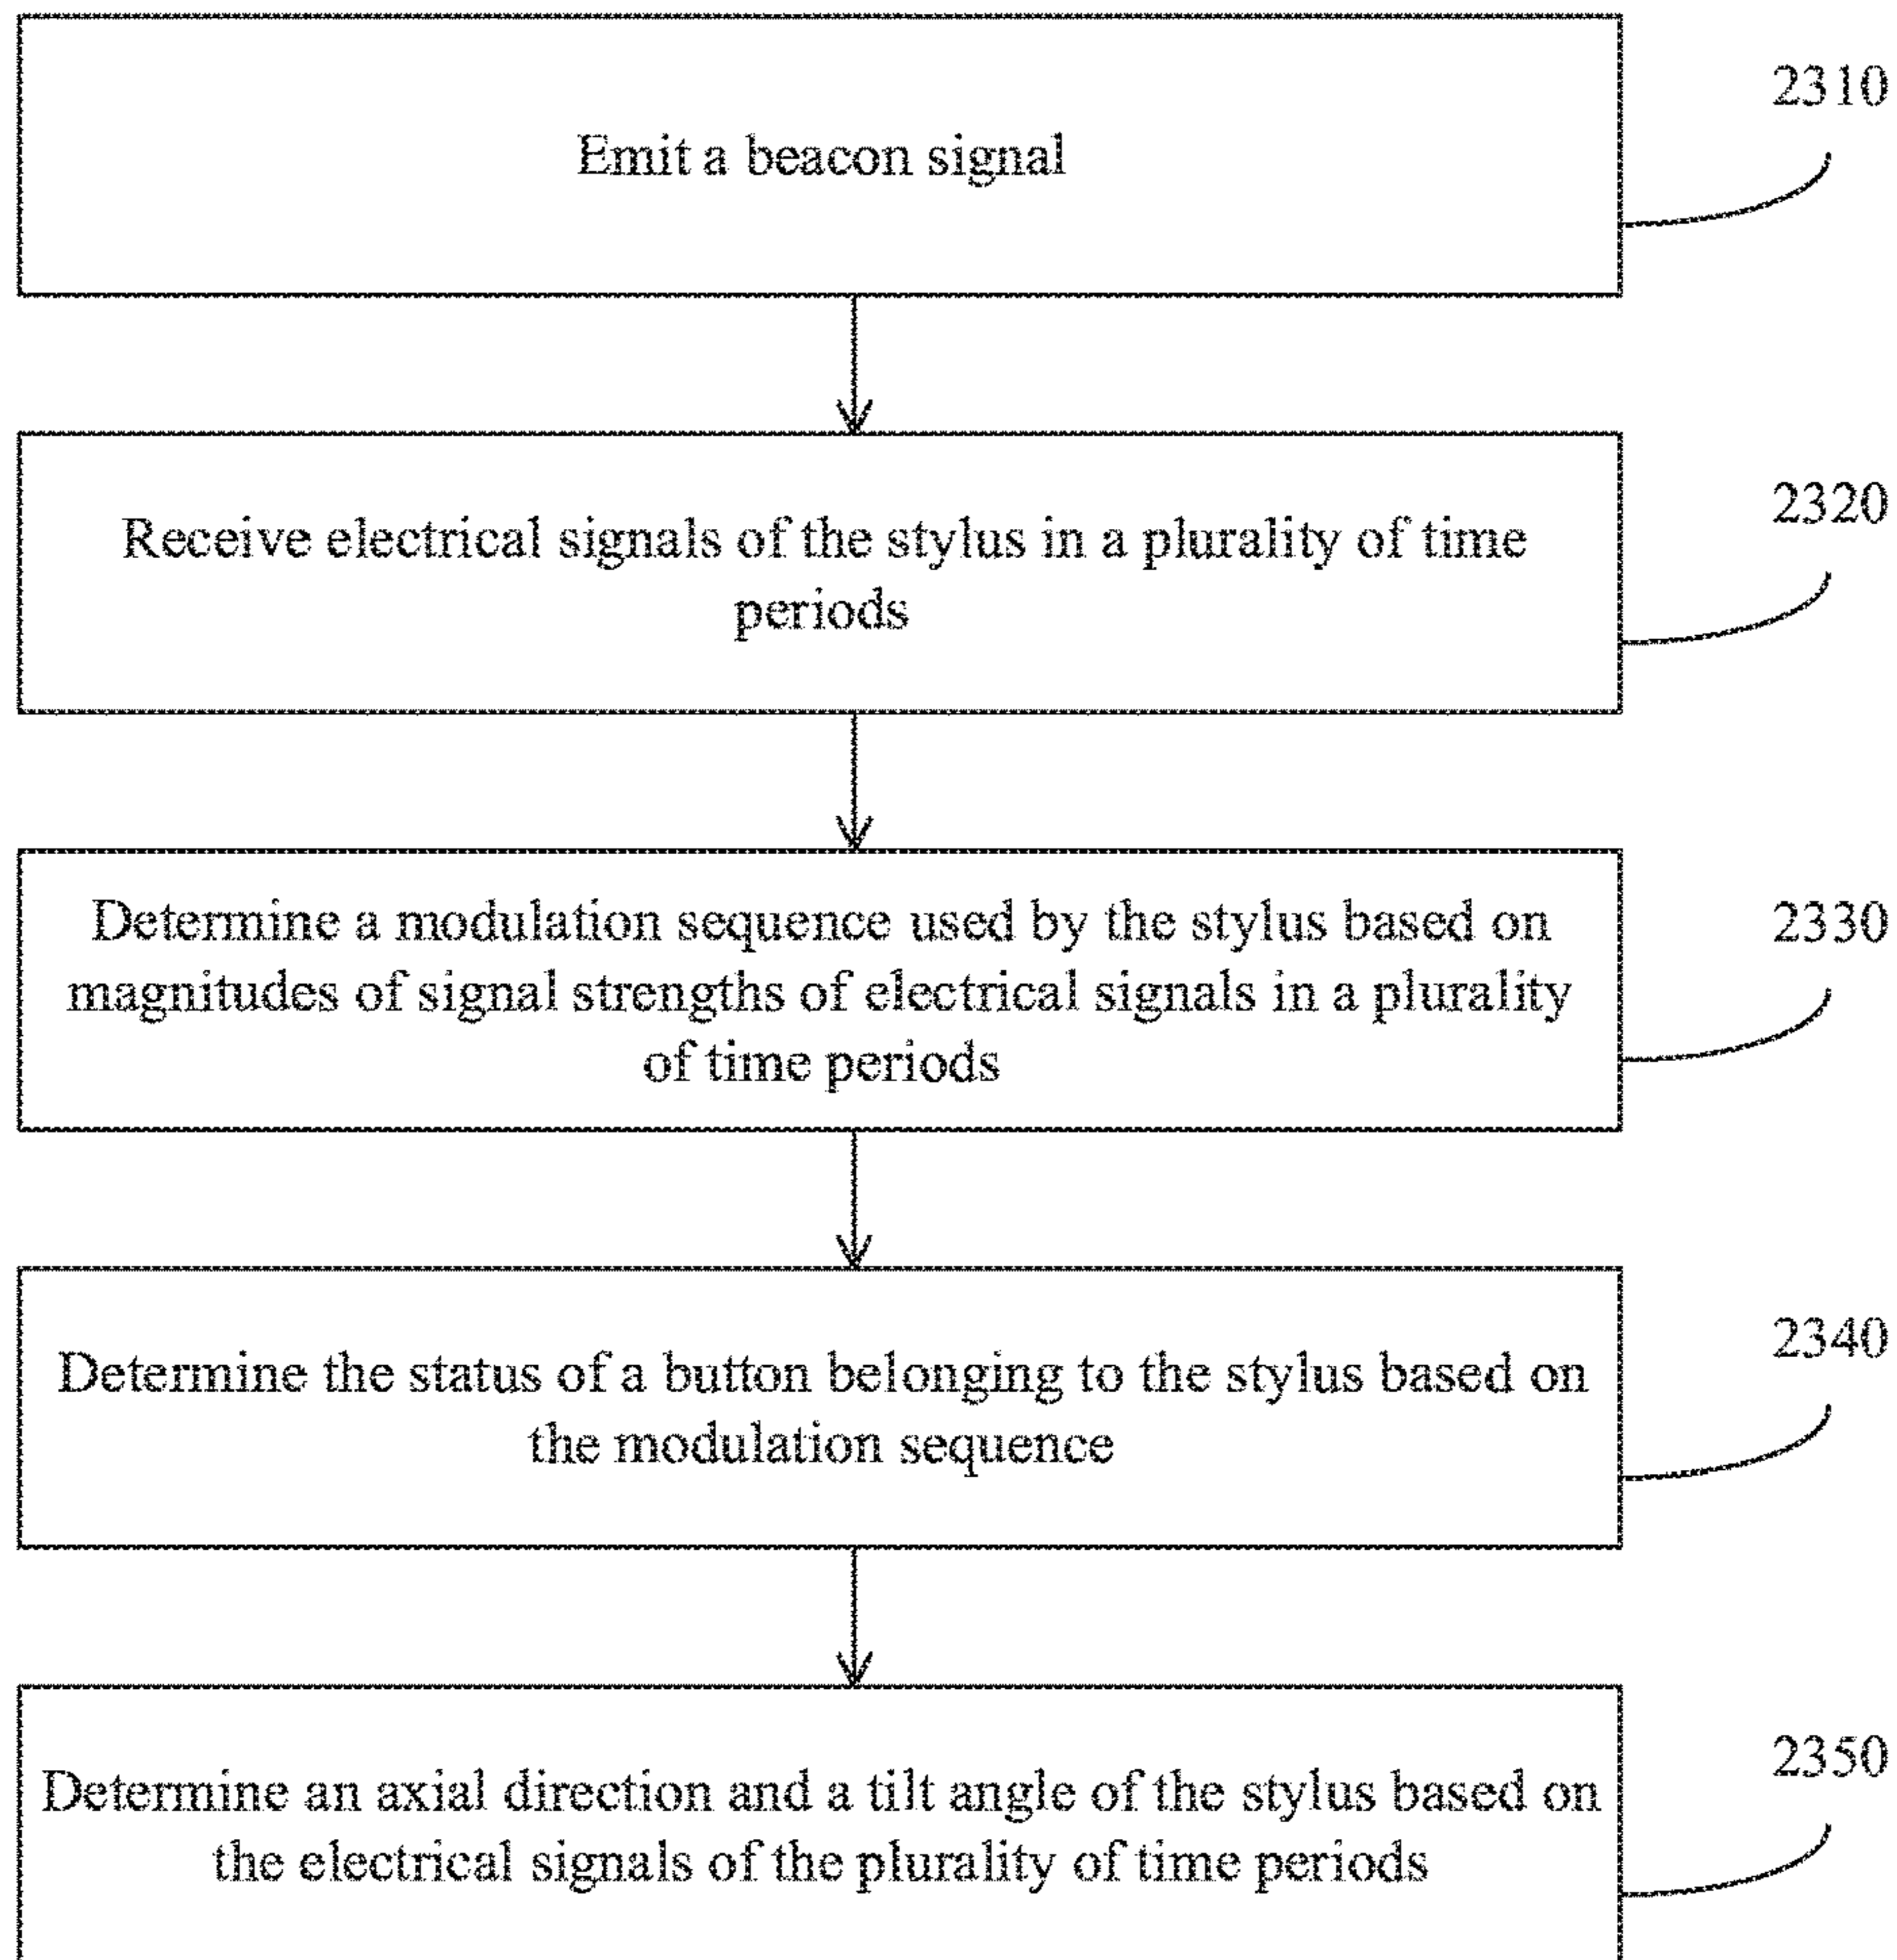 Emit a beacon signal
2310
Receive electrical signals of the stylus in a plurality of time
periods
2320
Determine a modulation sequence used by the stylus based on
magnitudes of signal strengths of electrical signals in a plurality
of time periods
2330
Determine the status of a button belonging to the stylus based on
the modulation sequence
2340
Determine an axial direction and a tilt angle of the stylus based on
the electrical signals of the plurality of time periods
2350